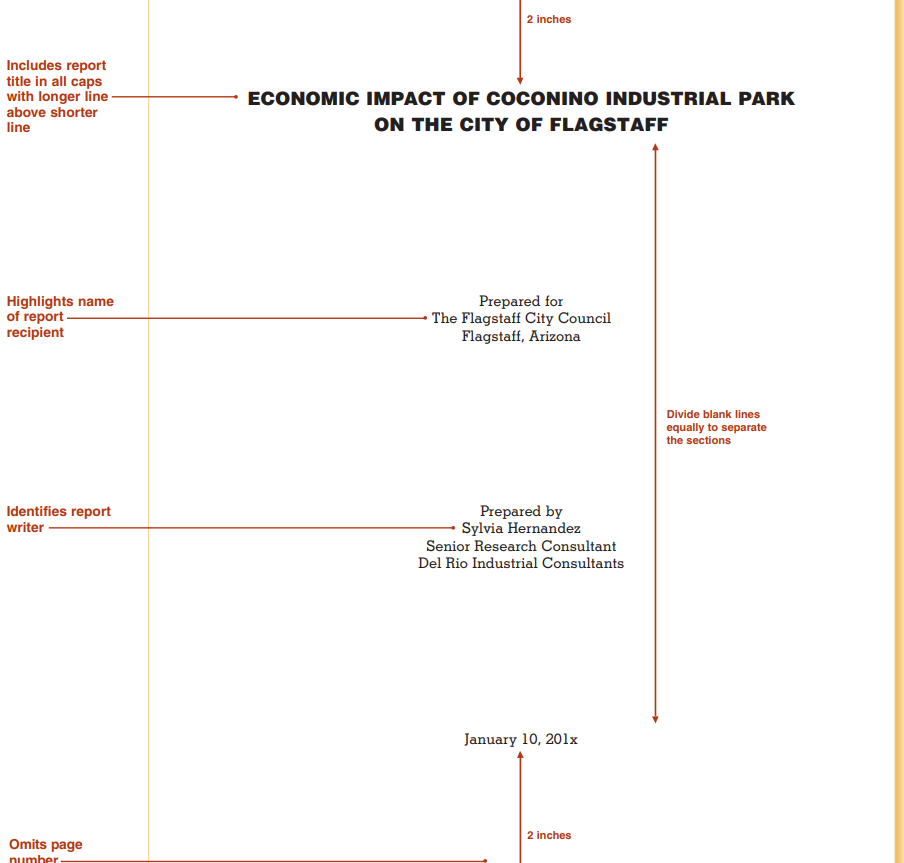 2 inches
Includes report
title in all caps
with longer line
above shorter
line
ECONOMIC IMPACT OF COCONINO INDUSTRIAL PARK
ON THE CITY OF FLAGSTAFF
Highlights name
of report
recipient
Prepared for
The Flagstaff City Council
Flagstaff, Arizona
Divide blank lines
equally to separate
the sections
Identifies report
writer
Prepared by
Sylvia Hernandez
Senior Research Consultant
Del Rio Industrial Consultants
January 10, 201x
2 inches
Omits page
number